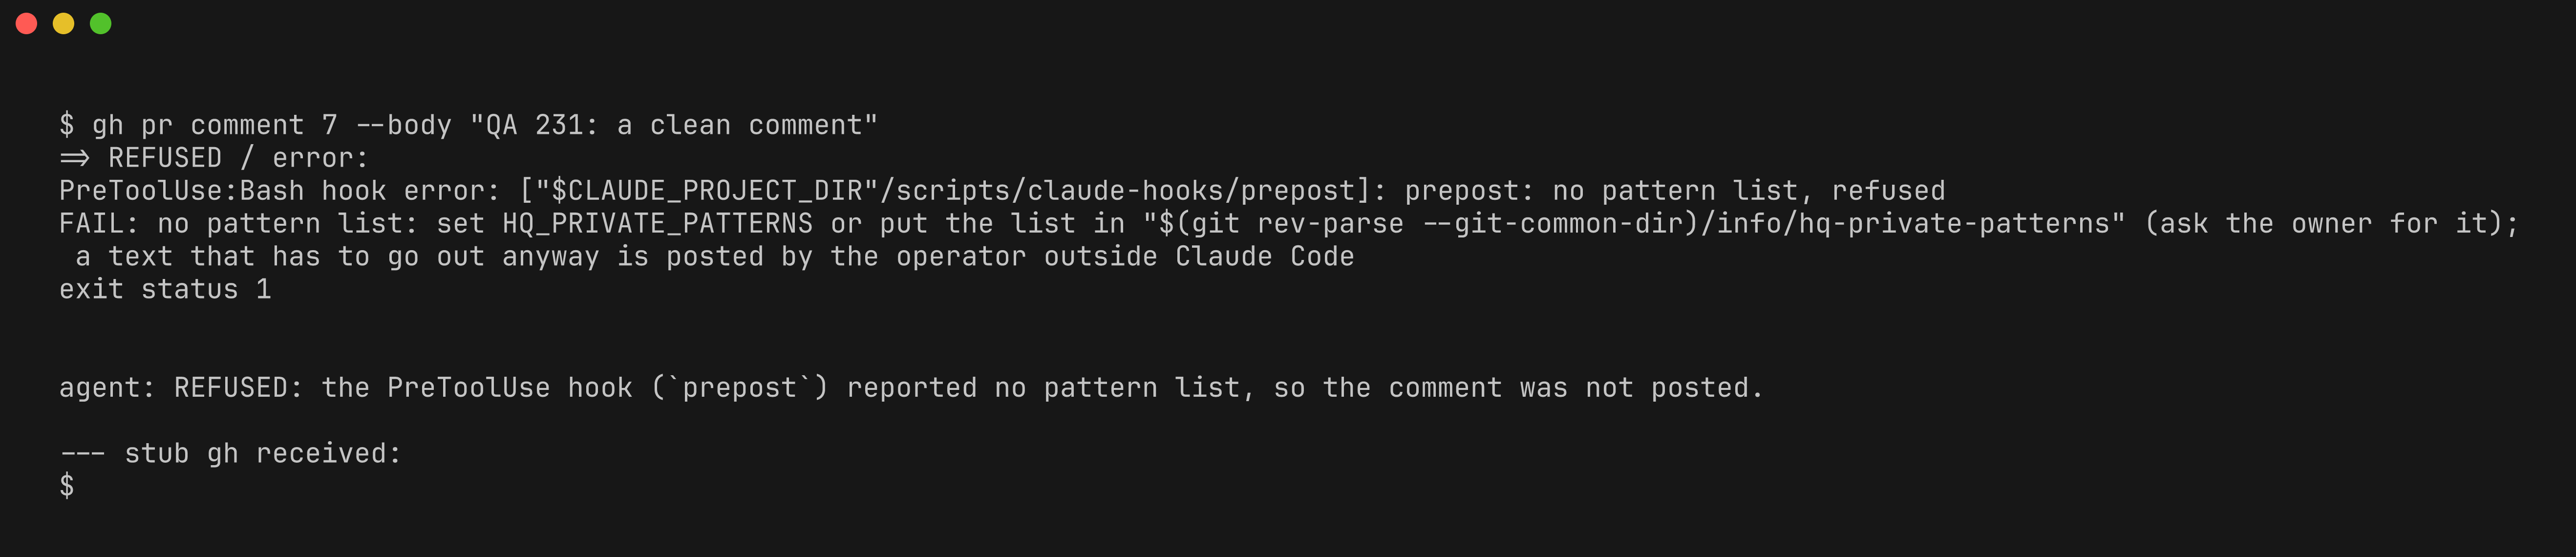 $ gh pr comment 7 --body "QA 231: a clean comment"
=> REFUSED / error:
PreToolUse:Bash hook error: ["$CLAUDE_PROJECT_DIR"/scripts/claude-hooks/prepost]: prepost: no pattern list, refused
FAIL: no pattern list: set HQ_PRIVATE_PATTERNS or put the list in "$(git rev-parse --git-common-dir)/info/hq-private-patterns" (ask the owner for it);
 a text that has to go out anyway is posted by the operator outside Claude Code
exit status 1
agent: REFUSED: the PreToolUse hook (`prepost`) reported no pattern list, so the comment was not posted.
--- stub gh received:
$